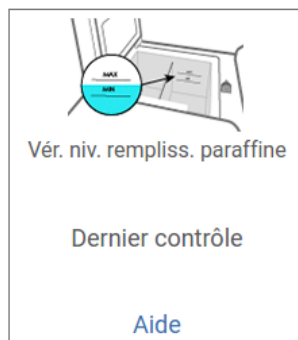 MAX
MIN
Vér. niv. rempliss. paraffine
Dernier contrôle
Aide